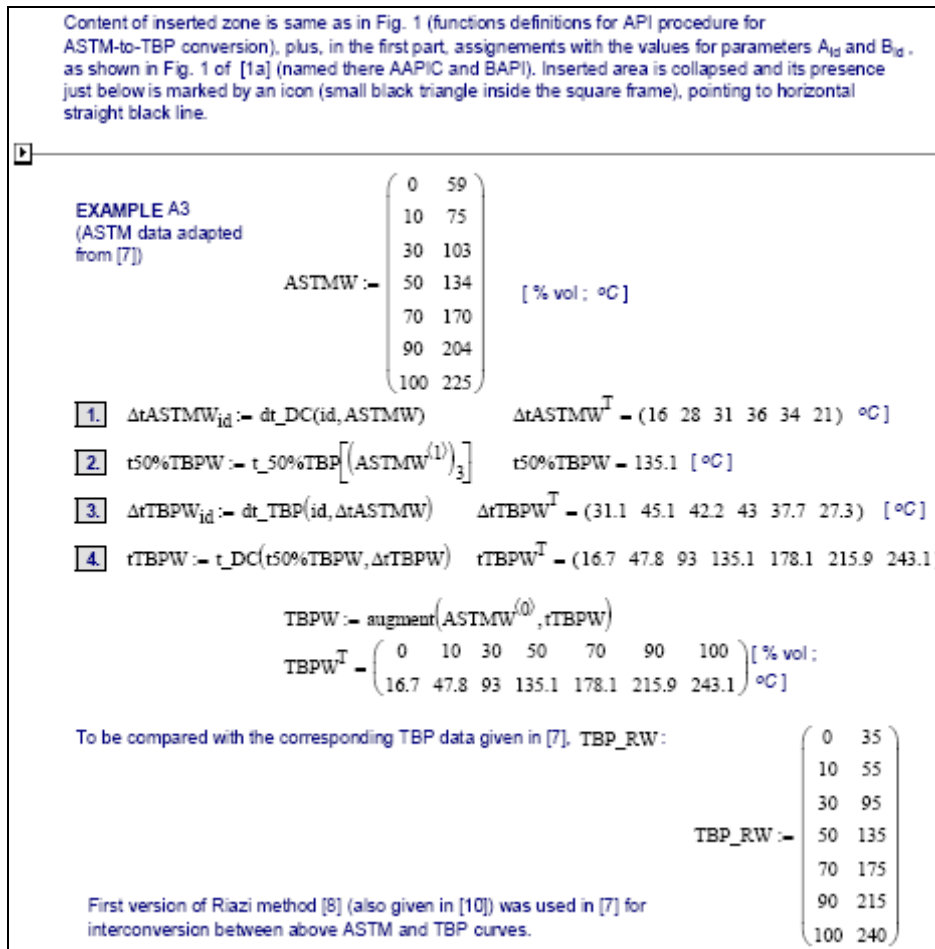 Content of inserted zone is same as in Fig. 1 (functions definitions for API procedure for
ASTM-to-TBP conversion), plus, in the first part, assignements with the values for parameters A_id and B_id ,
as shown in Fig. 1 of [1a] (named there AAPIC and BAPI). Inserted area is collapsed and its presence
just below is marked by an icon (small black triangle inside the square frame), pointing to horizontal
straight black line.
EXAMPLE A3
(ASTM data adapted
from [7])
ASTMW :=
0 59
10 75
30 103
50 134
70 170
90 204
100 225
[ % vol ; ºC ]
1. ΔtASTMW_id := dt_DC(id,ASTMW) ΔtASTMW^T = (16 28 31 36 34 21) ºC ]
2. t50%TBPW := t_50%TBP[(ASTMW^⟨1⟩)_3] t50%TBPW = 135.1 [ ºC ]
3. ΔtTBPW_id := dt_TBP(id,ΔtASTMW) ΔtTBPW^T = (31.1 45.1 42.2 43 37.7 27.3) [ ºC ]
4. tTBPW := t_DC(t50%TBPW,ΔtTBPW) tTBPW^T = (16.7 47.8 93 135.1 178.1 215.9 243.1
TBPW := augment(ASTMW^⟨0⟩,tTBPW)
TBPW^T =
0 10 30 50 70 90 100 [ % vol ;
16.7 47.8 93 135.1 178.1 215.9 243.1 ºC ]
To be compared with the corresponding TBP data given in [7], TBP_RW :
TBP_RW :=
0 35
10 55
30 95
50 135
70 175
90 215
100 240
First version of Riazi method [8] (also given in [10]) was used in [7] for
interconversion between above ASTM and TBP curves.